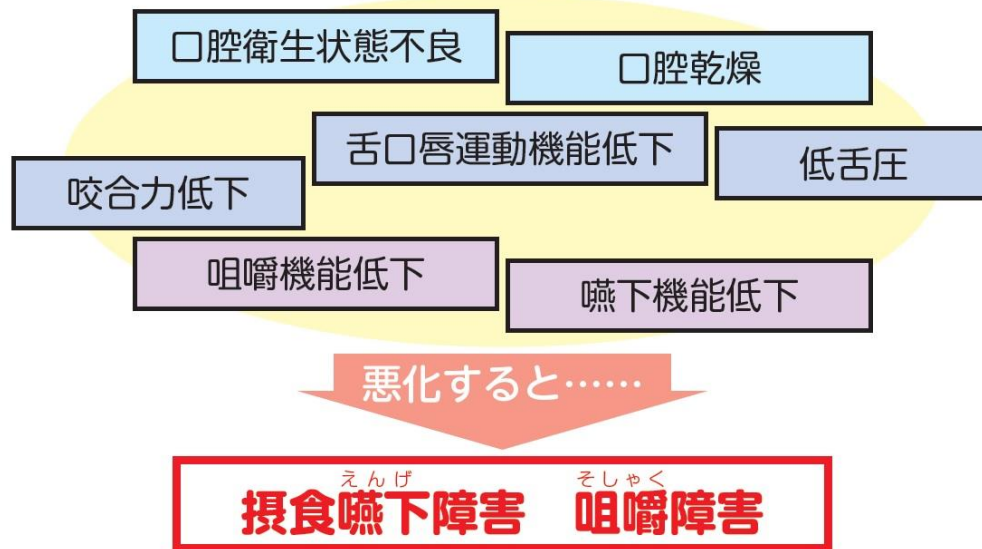 口腔衛生状態不良
口腔乾燥
舌口唇運動機能低下
低舌圧
咬合力低下
咀嚼機能低下
嚥下機能低下
悪化すると……
えんげ そしゃく
摂食嚥下障害 咀嚼障害